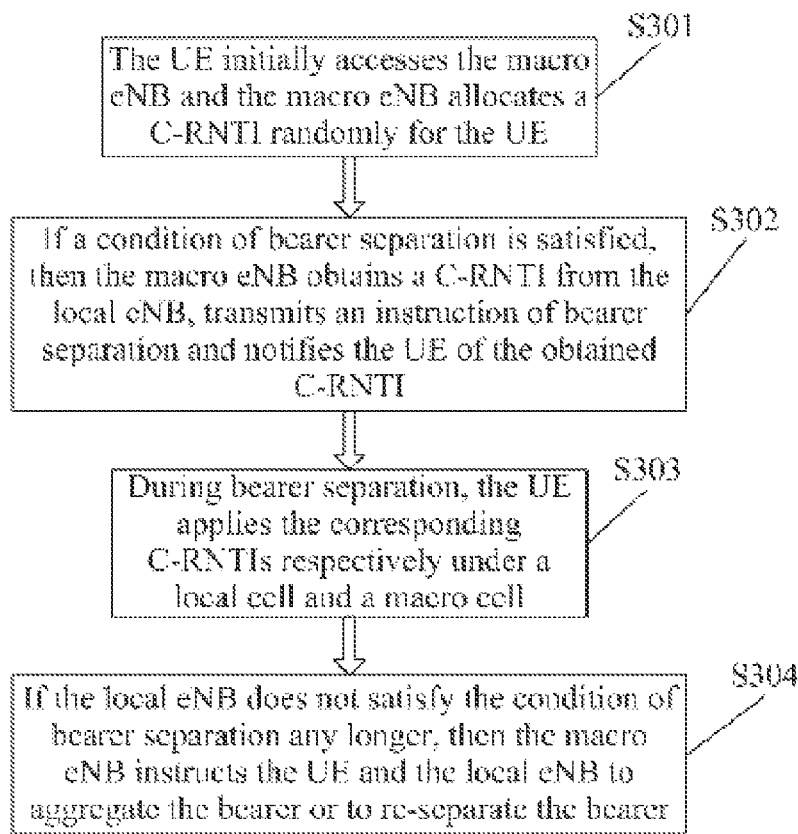 S301
The UE initially accesses the macro
eNB and the macro eNB allocates a
C-RNTI randomly for the UE
S302
If a condition of bearer separation is satisfied,
then the macro eNB obtains a C-RNTI from the
local eNB, transmits an instruction of bearer
separation and notifies the UE of the obtained
C-RNTI
S303
During bearer separation, the UE
applies the corresponding
C-RNTIs respectively under a
local cell and a macro cell
S304
If the local eNB does not satisfy the condition of
bearer separation any longer, then the macro
eNB instructs the UE and the local eNB to
aggregate the bearer or to re-separate the bearer